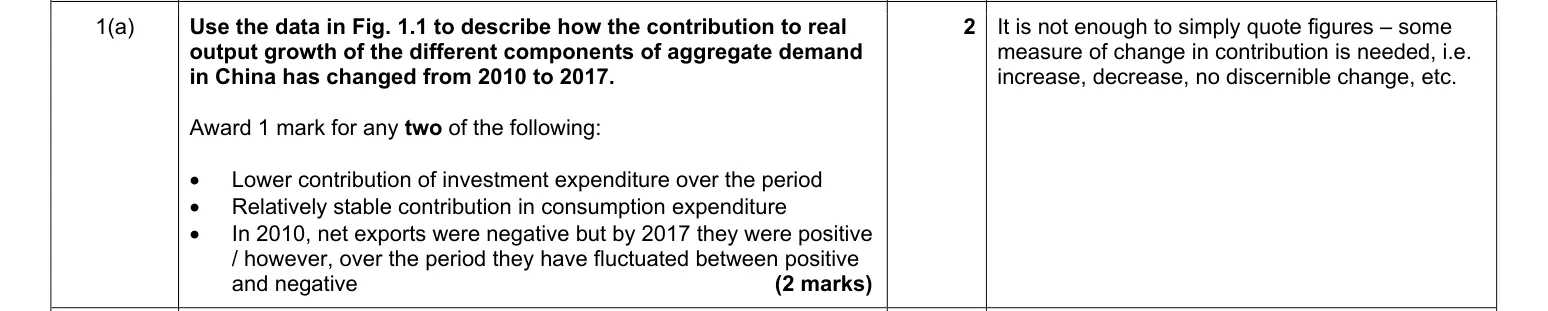 1(a)
Use the data in Fig. 1.1 to describe how the contribution to real
output growth of the different components of aggregate demand
in China has changed from 2010 to 2017.
Award 1 mark for any two of the following:
• Lower contribution of investment expenditure over the period
• Relatively stable contribution in consumption expenditure
• In 2010, net exports were negative but by 2017 they were positive
/ however, over the period they have fluctuated between positive
and negative (2 marks)
2
It is not enough to simply quote figures – some
measure of change in contribution is needed, i.e.
increase, decrease, no discernible change, etc.